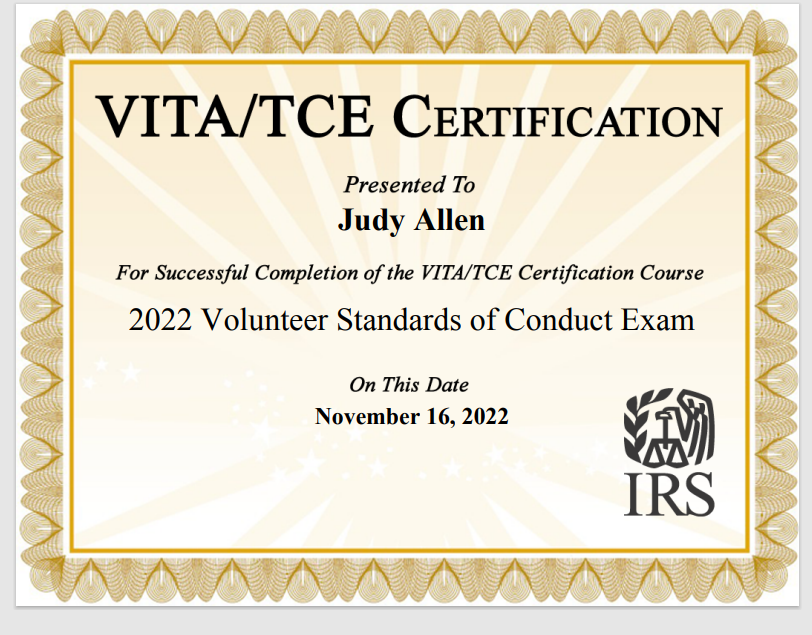 VITA/TCE CERTIFICATION
Presented To
Judy Allen
For Successful Completion of the VITA/TCE Certification Course
2022 Volunteer Standards of Conduct Exam
On This Date
November 16, 2022
IRS